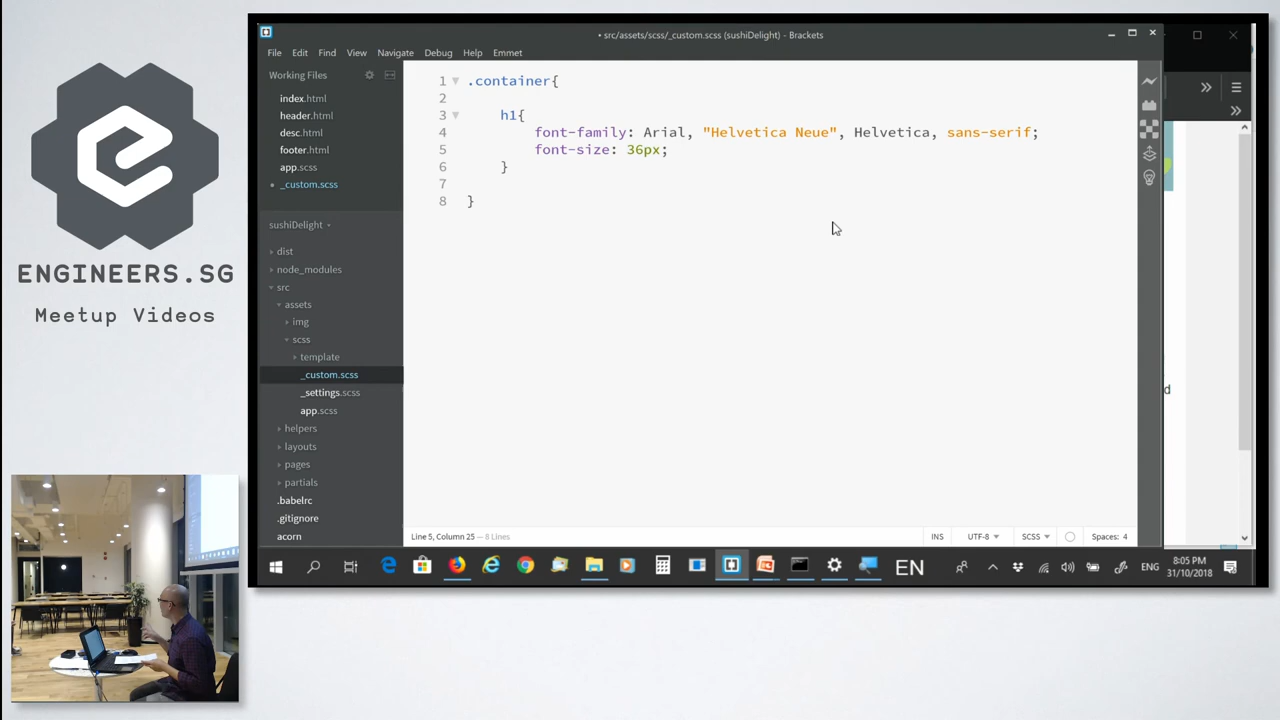 ENGINEERS.SG
Meetup Videos
• src/assets/scss/_custom.scss (sushiDelight) - Brackets
File Edit Find View Navigate Debug Help Emmet
Working Files
index.html
header.html
desc.html
footer.html
app.scss
• _custom.scss
sushiDelight
dist
node_modules
src
assets
img
scss
template
_custom.scss
_settings.scss
app.scss
helpers
layouts
pages
partials
.babelrc
.gitignore
acorn
1 .container{
2
3 h1{
4 font-family: Arial, "Helvetica Neue", Helvetica, sans-serif;
5 font-size: 36px;
6 }
7
8 }
Line 5, Column 25 — 8 Lines
INS UTF-8 SCSS Spaces: 4
d
EN
ENG
8:05 PM
31/10/2018